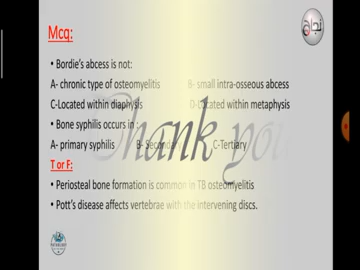 نجاح
Mcq:
• Bordie's abcess is not:
A- chronic type of osteomyelitis B- small intra-osseous abcess
C-Located within diaphysis D-Located within metaphysis
• Bone syphilis occurs in :
A- primary syphilis B- Secondary C-Tertiary
Thank you
T or F:
• Periosteal bone formation is common in TB osteomyelitis
• Pott's disease affects vertebrae with the intervening discs.